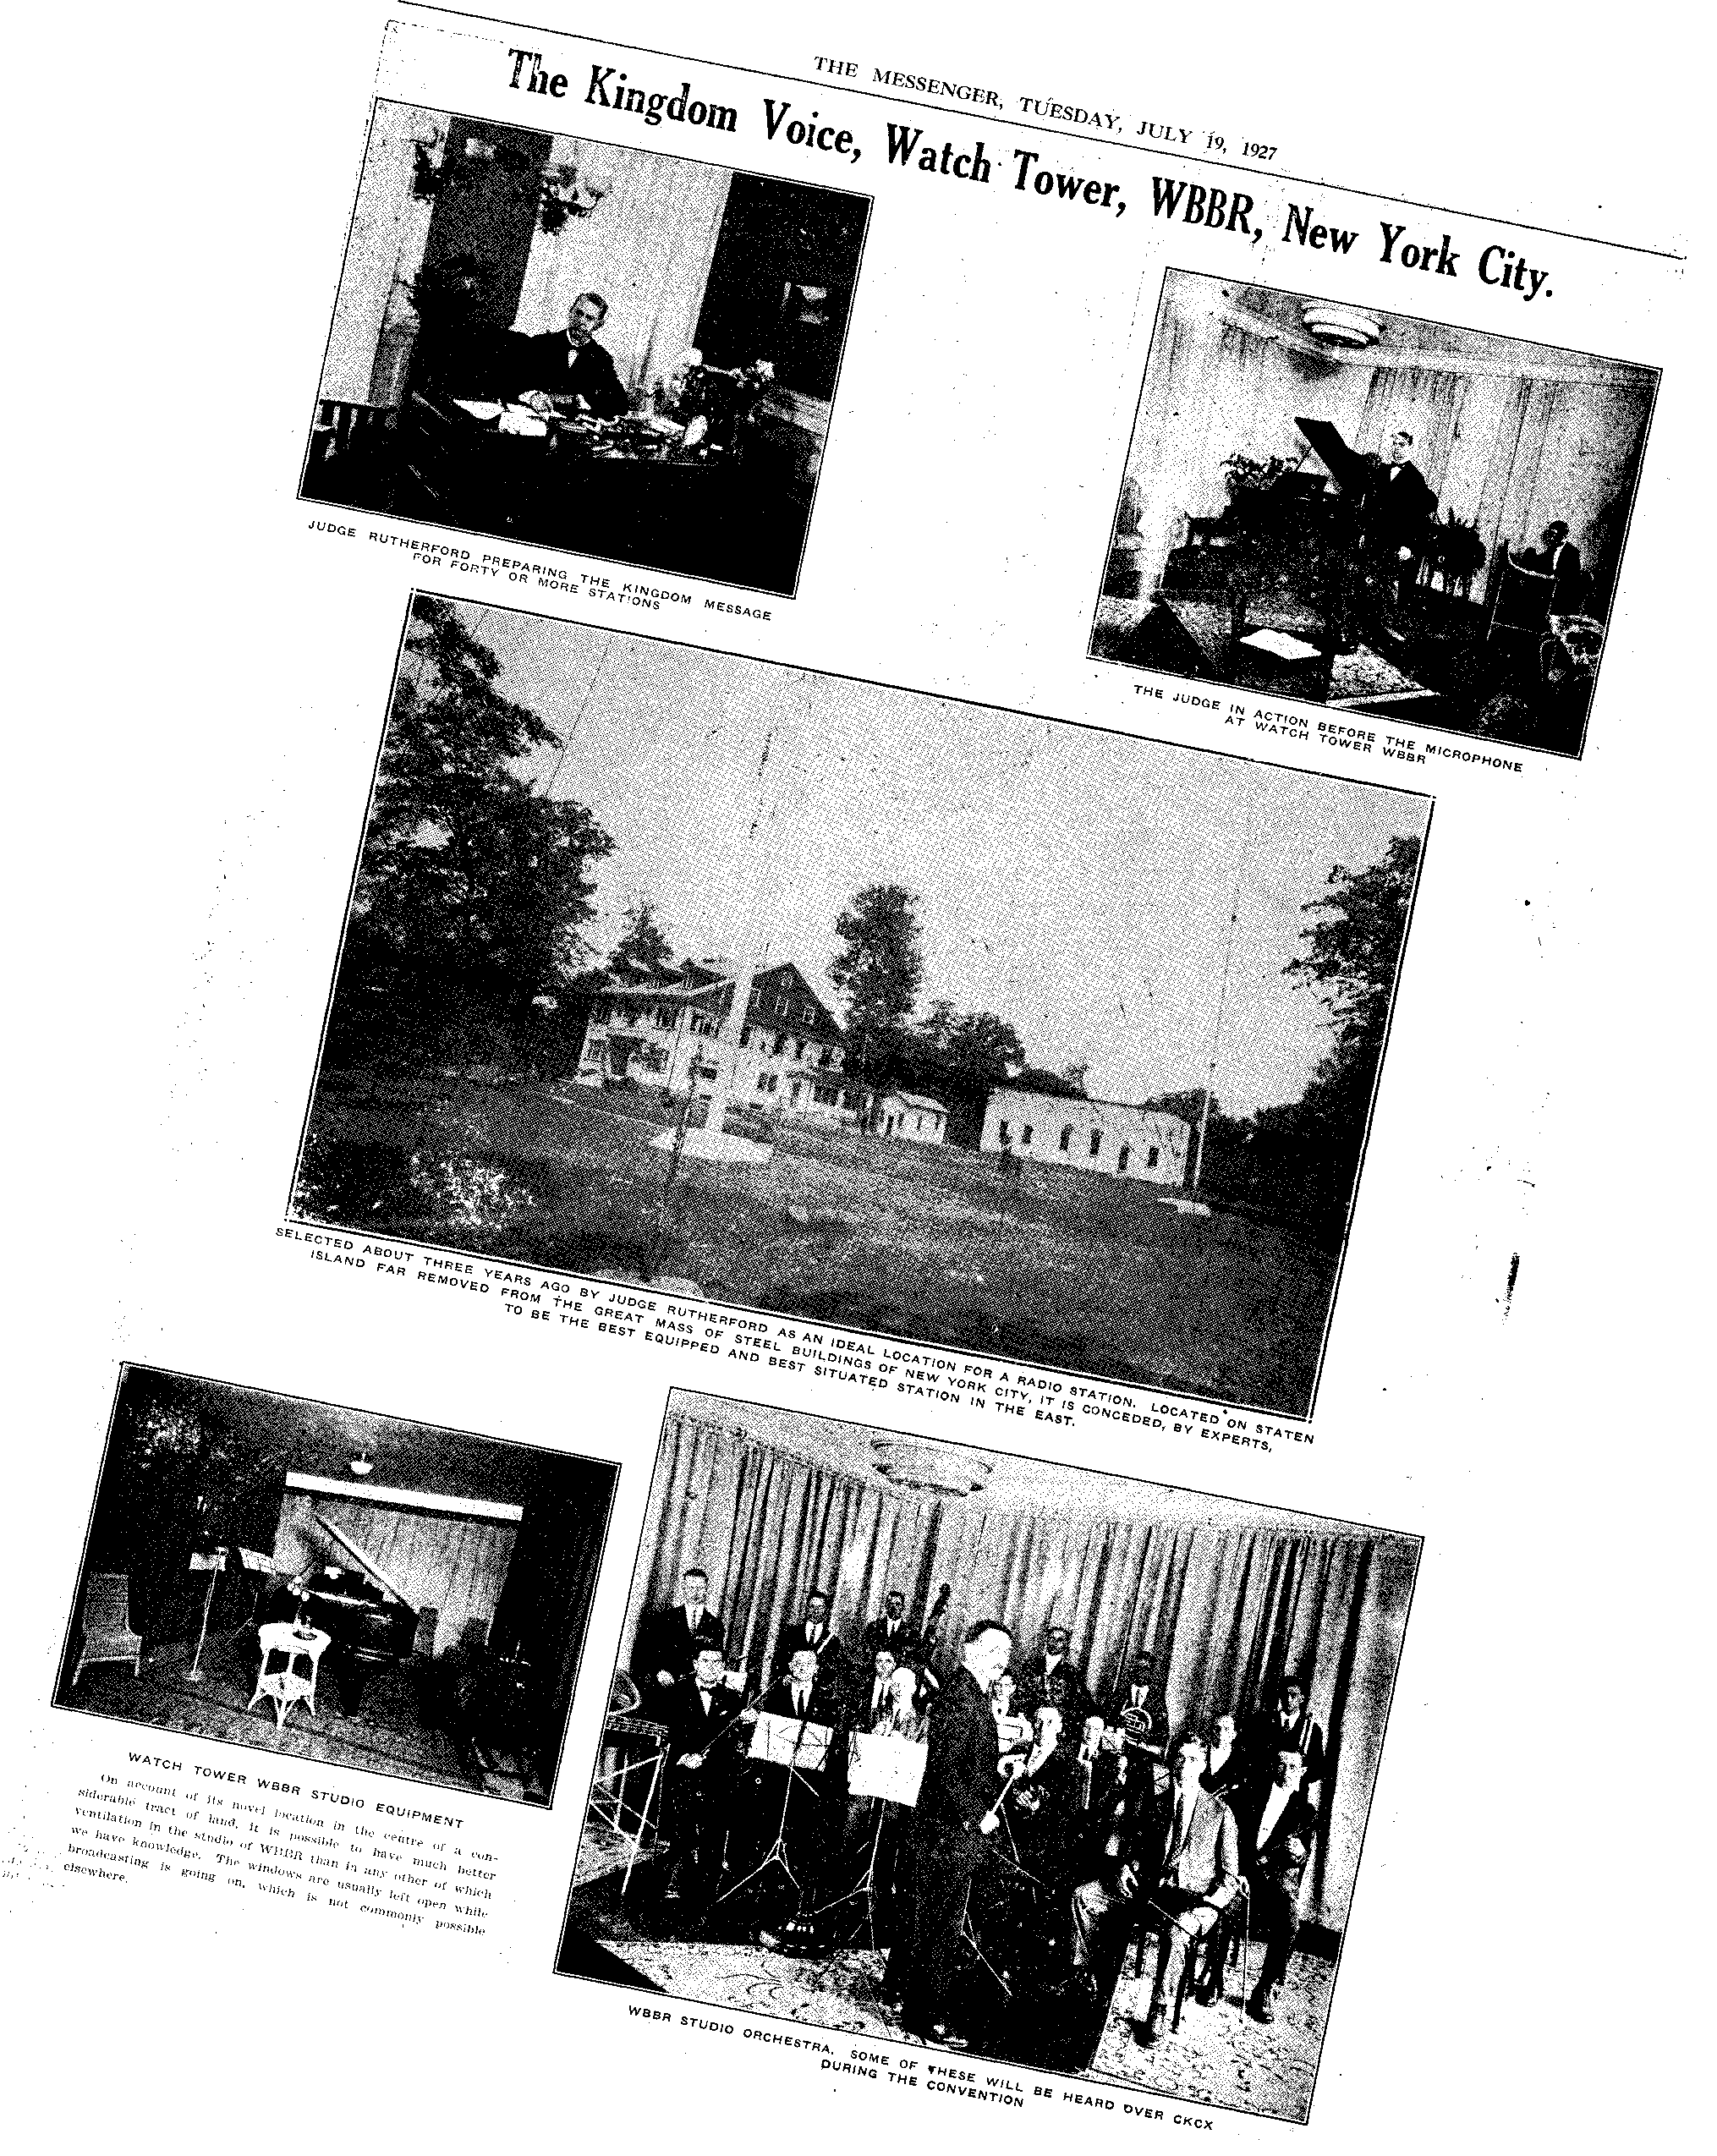 THE MESSENGER, TUESDAY, JULY 19, 1927
The Kingdom Voice, Watch Tower, WBBR, New York City.
JUDGE RUTHERFORD PREPARING THE KINGDOM MESSAGE
FOR FORTY OR MORE STATIONS
THE JUDGE IN ACTION BEFORE THE MICROPHONE
AT WATCH TOWER WBBR
SELECTED ABOUT THREE YEARS AGO BY JUDGE RUTHERFORD AS AN IDEAL LOCATION FOR A RADIO STATION. LOCATED ON STATEN
ISLAND FAR REMOVED FROM THE GREAT MASS OF STEEL BUILDINGS OF NEW YORK CITY, IT IS CONCEDED, BY EXPERTS,
TO BE THE BEST EQUIPPED AND BEST SITUATED STATION IN THE EAST.
WATCH TOWER WBBR STUDIO EQUIPMENT
On account of its novel location in the centre of a con-
siderable tract of land, it is possible to have much better
ventilation in the studio of WBBR than in any other of which
we have knowledge. The windows are usually left open while
broadcasting is going on, which is not commonly possible
elsewhere.
WBBR STUDIO ORCHESTRA. SOME OF THESE WILL BE HEARD OVER CKCX
DURING THE CONVENTION